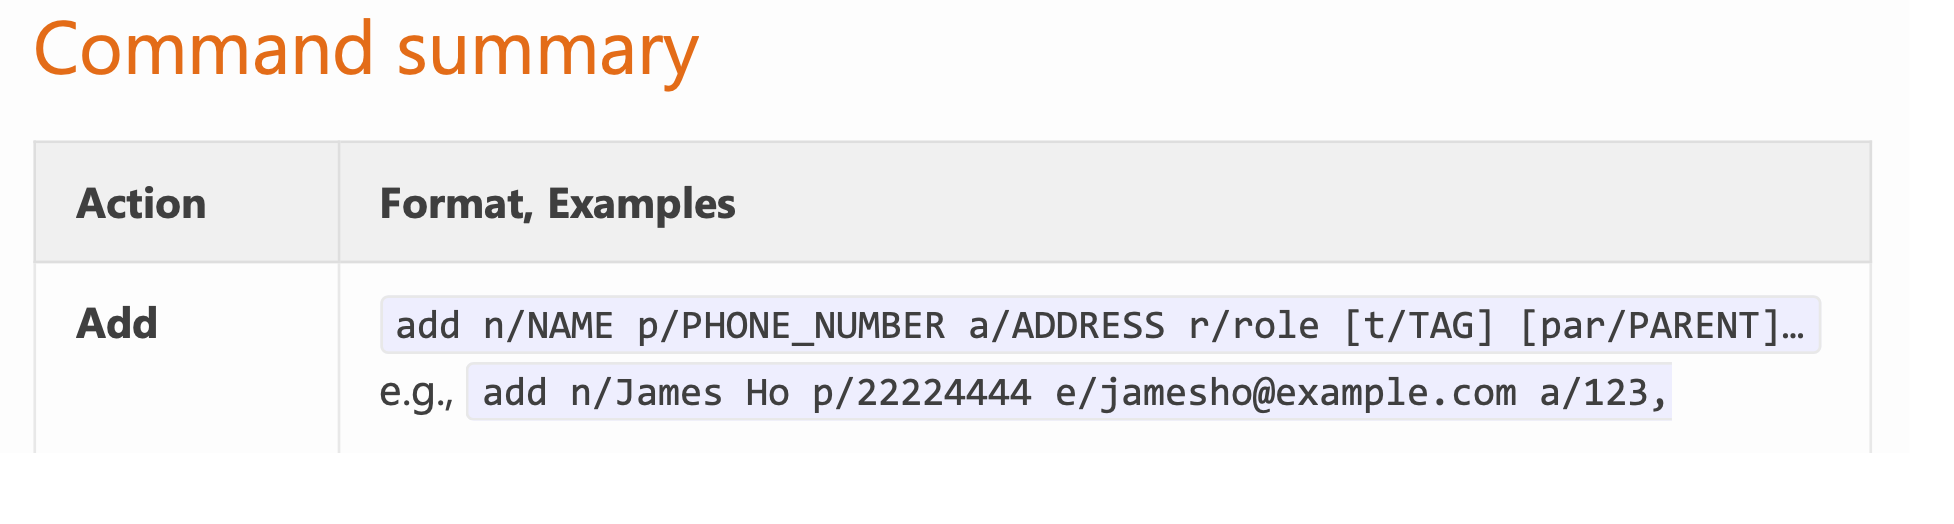 Command summary
Action Format, Examples
Add add n/NAME p/PHONE_NUMBER a/ADDRESS r/role [t/TAG] [par/PARENT]…
e.g., add n/James Ho p/22224444 e/jamesho@example.com a/123,